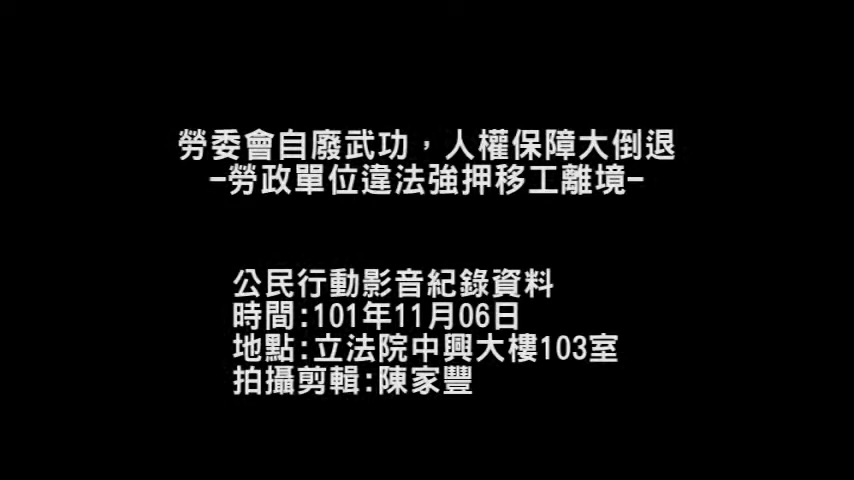 勞委會自廢武功，人權保障大倒退
-勞政單位違法強押移工離境-
公民行動影音紀錄資料
時間:101年11月06日
地點:立法院中興大樓103室
拍攝剪輯:陳家豐